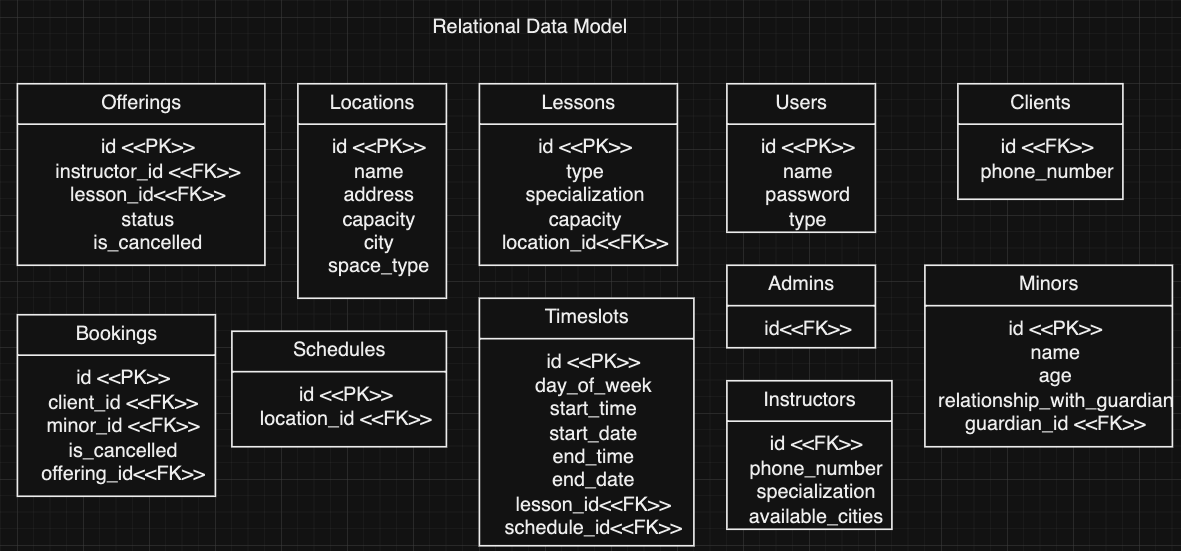 Relational Data Model
Offerings
id <<PK>>
instructor_id <<FK>>
lesson_id<<FK>>
status
is_cancelled
Locations
id <<PK>>
name
address
capacity
city
space_type
Lessons
id <<PK>>
type
specialization
capacity
location_id<<FK>>
Users
id <<PK>>
name
password
type
Clients
id <<FK>>
phone_number
Bookings
id <<PK>>
client_id <<FK>>
minor_id <<FK>>
is_cancelled
offering_id<<FK>>
Schedules
id <<PK>>
location_id <<FK>>
Timeslots
id <<PK>>
day_of_week
start_time
start_date
end_time
end_date
lesson_id<<FK>>
schedule_id<<FK>>
Admins
id<<FK>>
Instructors
id <<FK>>
phone_number
specialization
available_cities
Minors
id <<PK>>
name
age
relationship_with_guardian
guardian_id <<FK>>